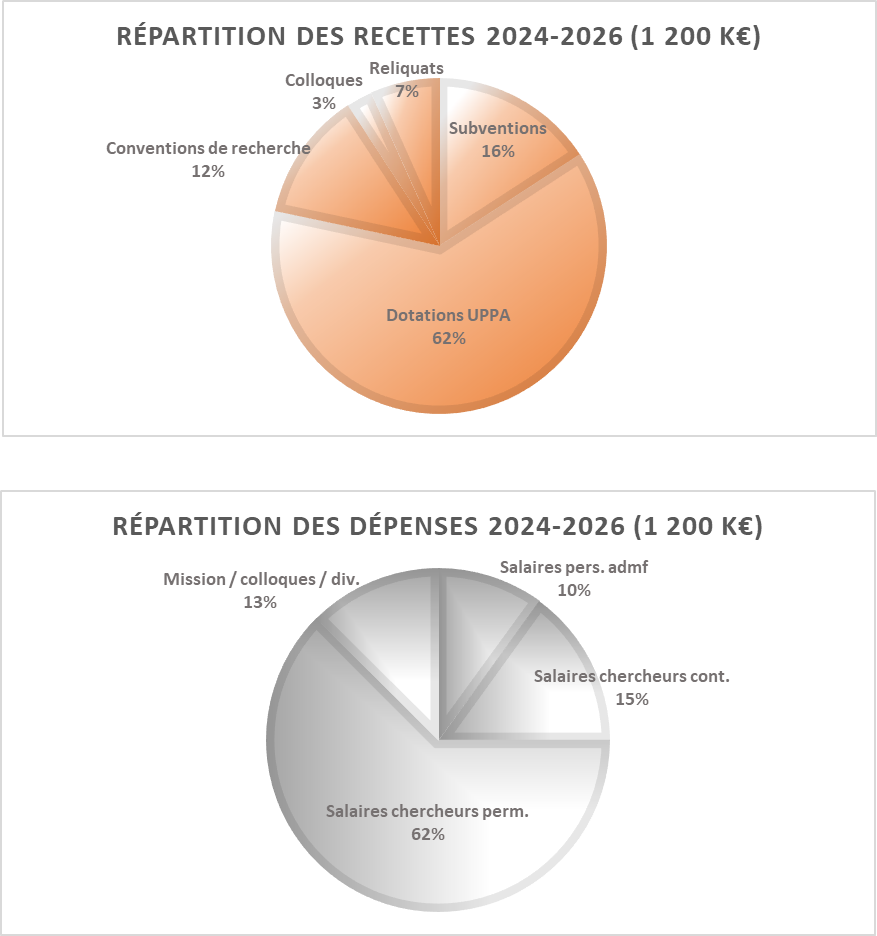 RÉPARTITION DES RECETTES 2024-2026 (1 200 K€)
Reliquats
7%
Colloques
3%
Subventions
16%
Conventions de recherche
12%
Dotations UPPA
62%
RÉPARTITION DES DÉPENSES 2024-2026 (1 200 K€)
Salaires pers. admf
10%
Mission / colloques / div.
13%
Salaires chercheurs cont.
15%
Salaires chercheurs perm.
62%